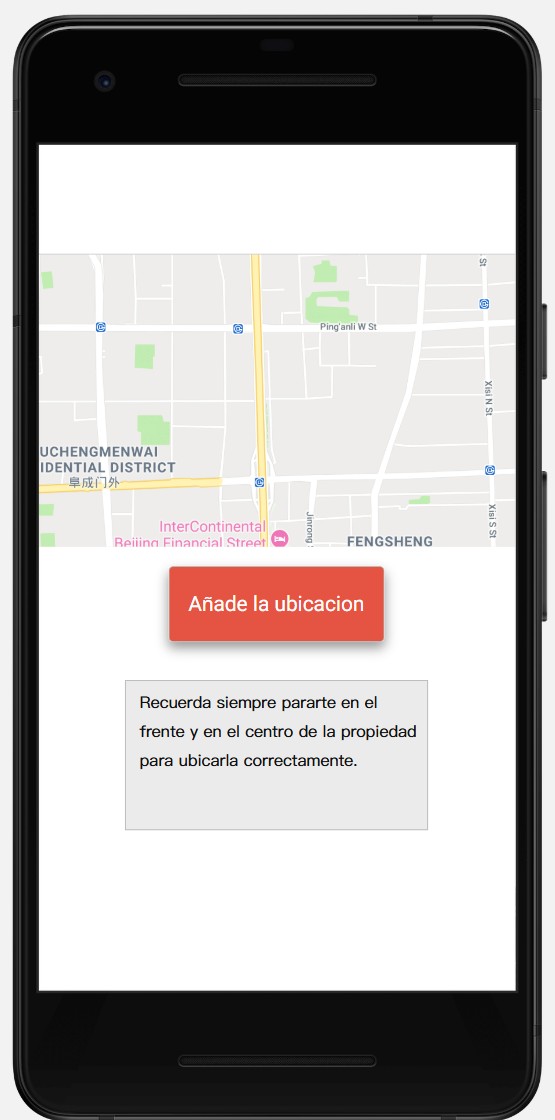 St
Ping'anli W St
Xisi N St
UCHENGMENWAI
IDENTIAL DISTRICT
阜成门外
InterContinental
Beijing Financial Street
Jinrong
Xisi S St
FENGSHENG
Añade la ubicacion
Recuerda siempre pararte en el
frente y en el centro de la propiedad
para ubicarla correctamente.